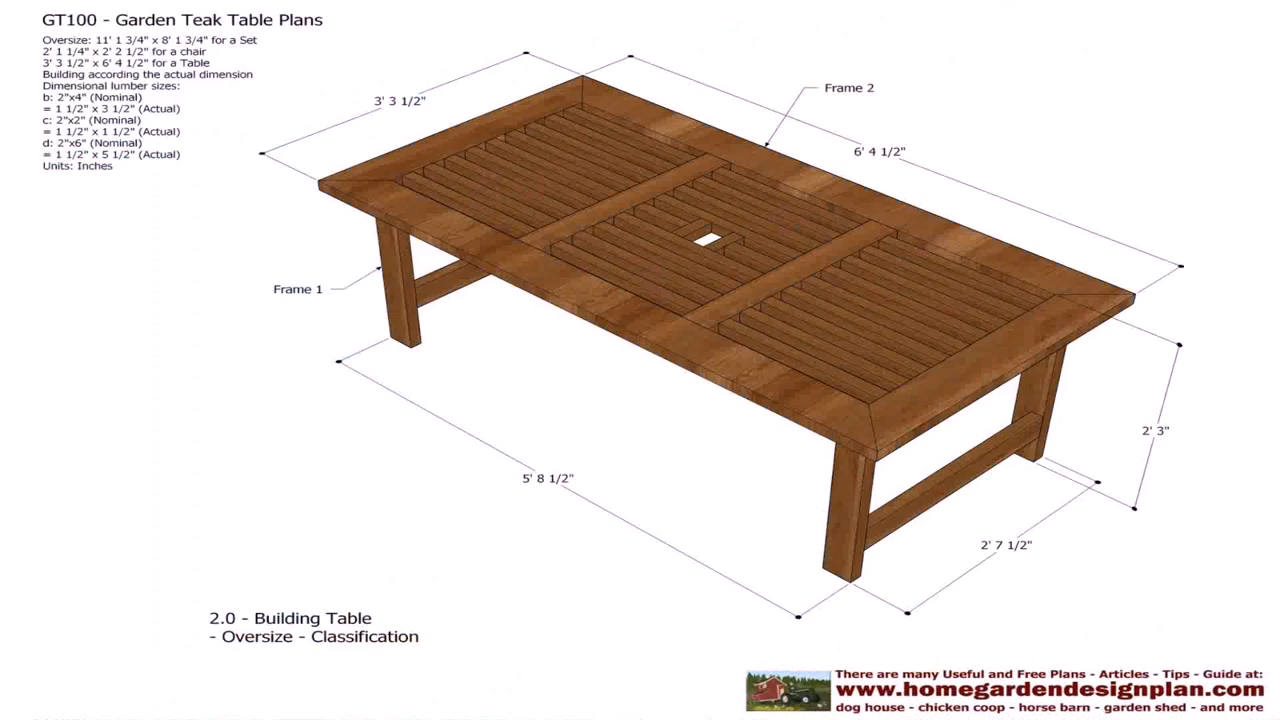 GT100 - Garden Teak Table Plans
Oversize: 11' 1 3/4" x 8' 1 3/4" for a Set
2' 1 1/4" x 2' 2 1/2" for a chair
3' 3 1/2" x 6' 4 1/2" for a Table
Building according the actual dimension
Dimensional lumber sizes:
b: 2"x4" (Nominal)
= 1 1/2" x 3 1/2" (Actual)
c: 2"x2" (Nominal)
= 1 1/2" x 1 1/2" (Actual)
d: 2"x6" (Nominal)
= 1 1/2" x 5 1/2" (Actual)
Units: Inches
3' 3 1/2"
Frame 2
6' 4 1/2"
Frame 1
2' 3"
5' 8 1/2"
2' 7 1/2"
2.0 - Building Table
- Oversize - Classification
There are many Useful and Free Plans - Articles - Tips - Guide at:
www.homegardendesignplan.com
dog house - chicken coop - horse barn - garden shed - and more